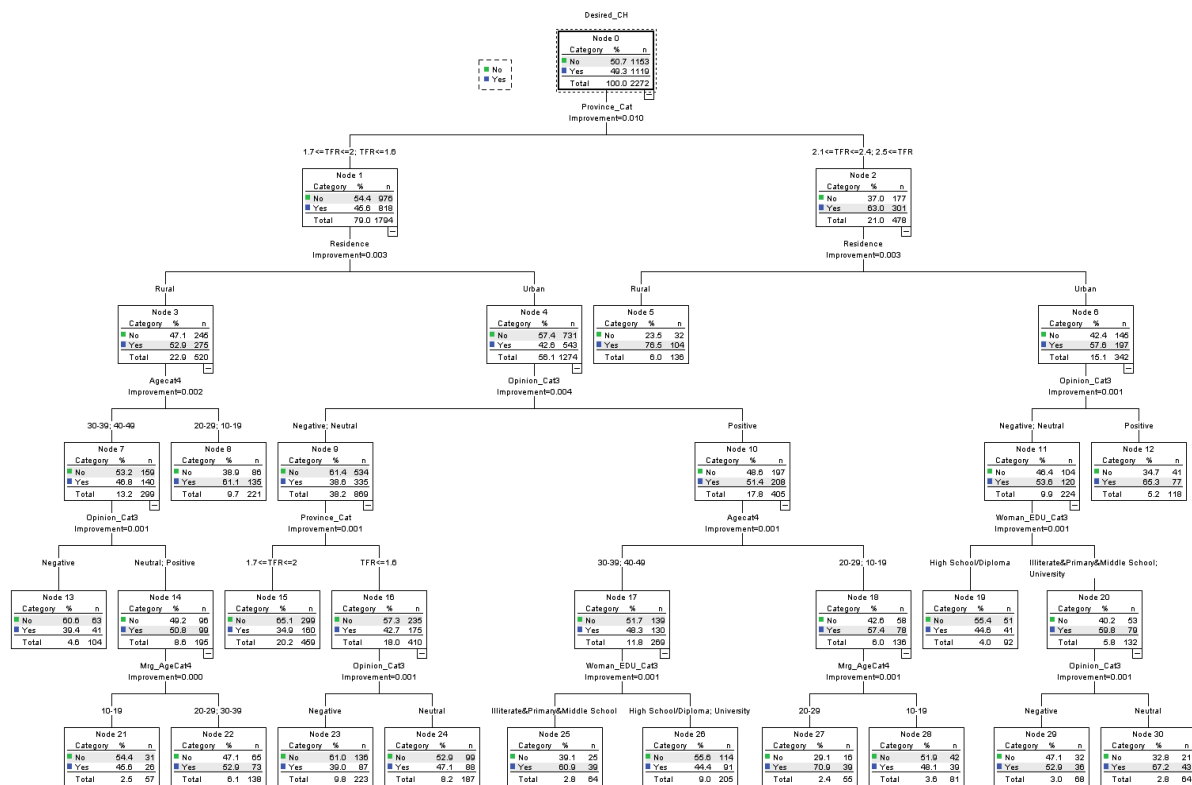 Desired_CH
No
Yes
Node 0
Category % n
No 50.7 1153
Yes 49.3 1119
Total 100.0 2272
Province_Cat
Improvement=0.010
1.7<=TFR<=2; TFR<=1.6
2.1<=TFR<=2.4; 2.5<=TFR
Node 1
Category % n
No 54.4 976
Yes 45.6 818
Total 79.0 1794
Residence
Improvement=0.003
Node 2
Category % n
No 37.0 177
Yes 63.0 301
Total 21.0 478
Residence
Improvement=0.003
Rural
Urban
Rural
Urban
Node 3
Category % n
No 47.1 245
Yes 52.9 275
Total 22.9 520
Agecat4
Improvement=0.002
Node 4
Category % n
No 57.4 731
Yes 42.6 543
Total 56.1 1274
Opinion_Cat3
Improvement=0.004
Node 5
Category % n
No 23.5 32
Yes 76.5 104
Total 6.0 136
Node 6
Category % n
No 42.4 145
Yes 57.6 197
Total 15.1 342
Opinion_Cat3
Improvement=0.001
30-39; 40-49
20-29; 10-19
Negative; Neutral
Positive
Negative; Neutral
Positive
Node 7
Category % n
No 53.2 159
Yes 46.8 140
Total 13.2 299
Opinion_Cat3
Improvement=0.001
Node 8
Category % n
No 38.9 86
Yes 61.1 135
Total 9.7 221
Node 9
Category % n
No 61.4 534
Yes 38.6 335
Total 38.2 869
Province_Cat
Improvement=0.001
Node 10
Category % n
No 48.6 197
Yes 51.4 208
Total 17.8 405
Agecat4
Improvement=0.001
Node 11
Category % n
No 46.4 104
Yes 53.6 120
Total 9.9 224
Woman_EDU_Cat3
Improvement=0.001
Node 12
Category % n
No 34.7 41
Yes 65.3 77
Total 5.2 118
Negative
Neutral; Positive
1.7<=TFR<=2
TFR<=1.6
30-39; 40-49
20-29; 10-19
High School/Diploma
Illiterate&Primary&Middle School;
University
Node 13
Category % n
No 60.6 63
Yes 39.4 41
Total 4.6 104
Node 14
Category % n
No 49.2 96
Yes 50.8 99
Total 8.6 195
Mrg_AgeCat4
Improvement=0.000
Node 15
Category % n
No 65.1 299
Yes 34.9 160
Total 20.2 459
Node 16
Category % n
No 57.3 235
Yes 42.7 175
Total 18.0 410
Opinion_Cat3
Improvement=0.001
Node 17
Category % n
No 51.7 139
Yes 48.3 130
Total 11.8 269
Woman_EDU_Cat3
Improvement=0.001
Node 18
Category % n
No 42.6 58
Yes 57.4 78
Total 6.0 136
Mrg_AgeCat4
Improvement=0.001
Node 19
Category % n
No 55.4 51
Yes 44.6 41
Total 4.0 92
Node 20
Category % n
No 40.2 53
Yes 59.8 79
Total 5.8 132
Opinion_Cat3
Improvement=0.001
10-19
20-29; 30-39
Negative
Neutral
Illiterate&Primary&Middle School
High School/Diploma; University
20-29
10-19
Negative
Neutral
Node 21
Category % n
No 54.4 31
Yes 45.6 26
Total 2.5 57
Node 22
Category % n
No 47.1 65
Yes 52.9 73
Total 6.1 138
Node 23
Category % n
No 61.0 136
Yes 39.0 87
Total 9.8 223
Node 24
Category % n
No 52.9 99
Yes 47.1 88
Total 8.2 187
Node 25
Category % n
No 39.1 25
Yes 60.9 39
Total 2.8 64
Node 26
Category % n
No 55.6 114
Yes 44.4 91
Total 9.0 205
Node 27
Category % n
No 29.1 16
Yes 70.9 39
Total 2.4 55
Node 28
Category % n
No 51.9 42
Yes 48.1 39
Total 3.6 81
Node 29
Category % n
No 47.1 32
Yes 52.9 36
Total 3.0 68
Node 30
Category % n
No 32.8 21
Yes 67.2 43
Total 2.8 64